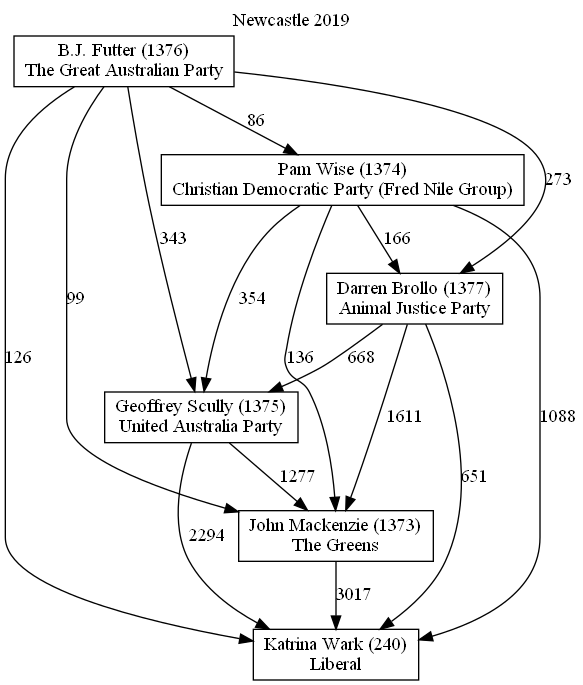 Newcastle 2019
B.J. Futter (1376)
The Great Australian Party
86
Pam Wise (1374)
Christian Democratic Party (Fred Nile Group)
273
343
166
99
354
Darren Brollo (1377)
Animal Justice Party
126
136
668
Geoffrey Scully (1375)
United Australia Party
1611
1088
1277
651
2294
John Mackenzie (1373)
The Greens
3017
Katrina Wark (240)
Liberal